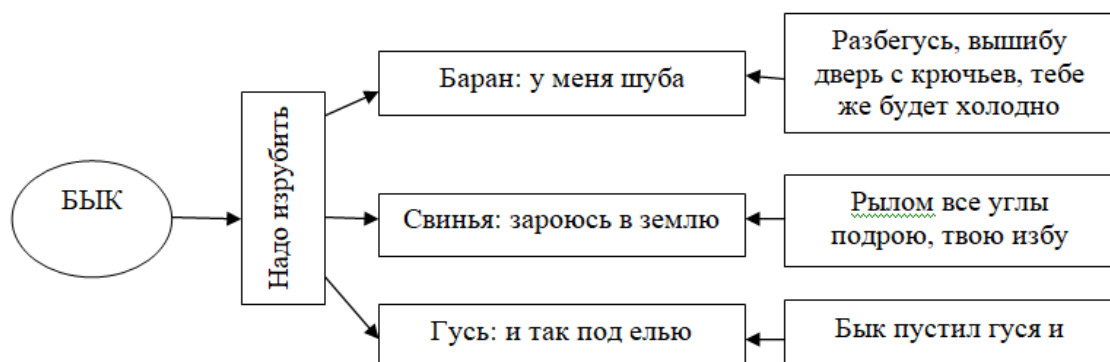 БЫК
Надо изрубить
Баран: у меня шуба
Разбегусь, вышибу
дверь с крючьев, тебе
же будет холодно
Свинья: зароюсь в землю
Рылом все углы
подрою, твою избу
Гусь: и так под елью
Бык пустил гуся и